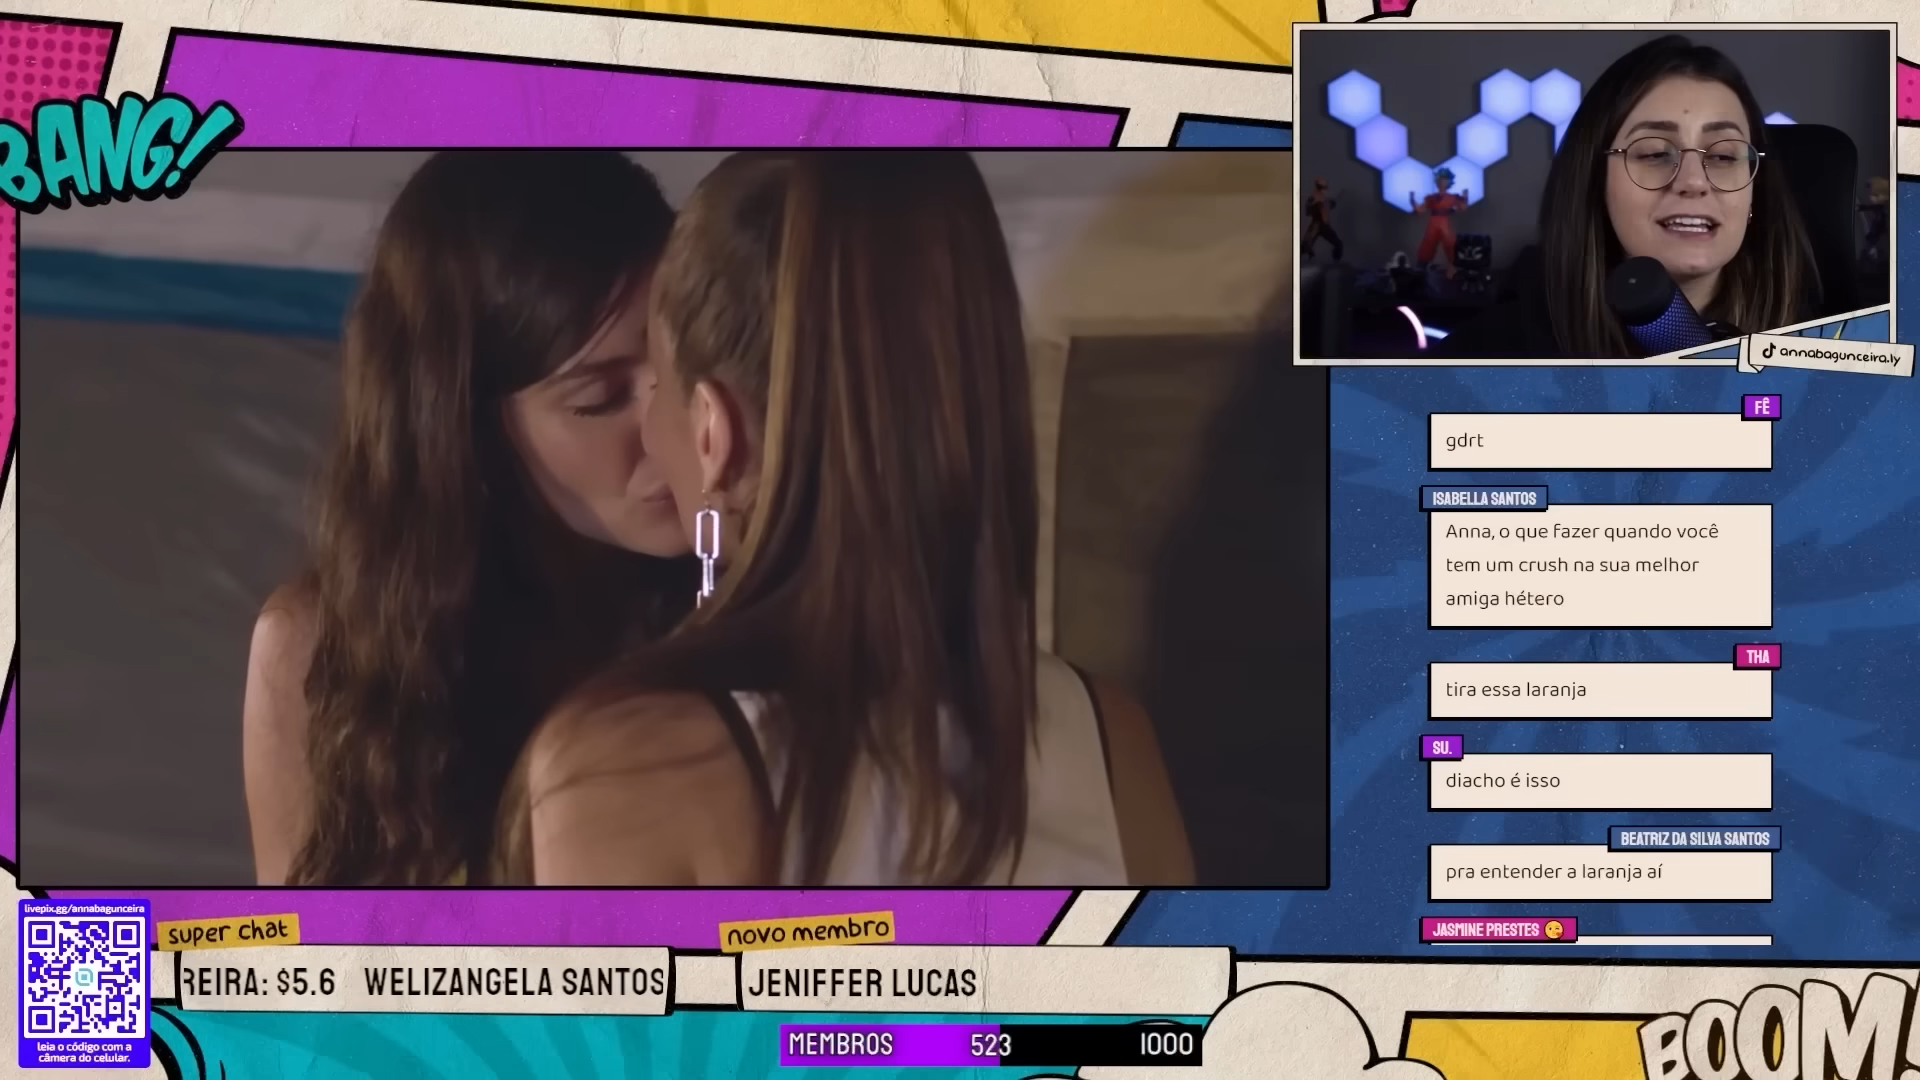 BANG!
annabagunceira.ly
FÊ
gdrt
ISABELLA SANTOS
Anna, o que fazer quando você
tem um crush na sua melhor
amiga hétero
THA
tira essa laranja
SU.
diacho é isso
BEATRIZ DA SILVA SANTOS
pra entender a laranja aí
JASMINE PRESTES 😘
livepix.gg/annabagunceira
leia o código com a
câmera do celular.
super chat
REIRA: $5.6 WELIZANGELA SANTOS
novo membro
JENIFFER LUCAS
MEMBROS 523 1000
BOOM!